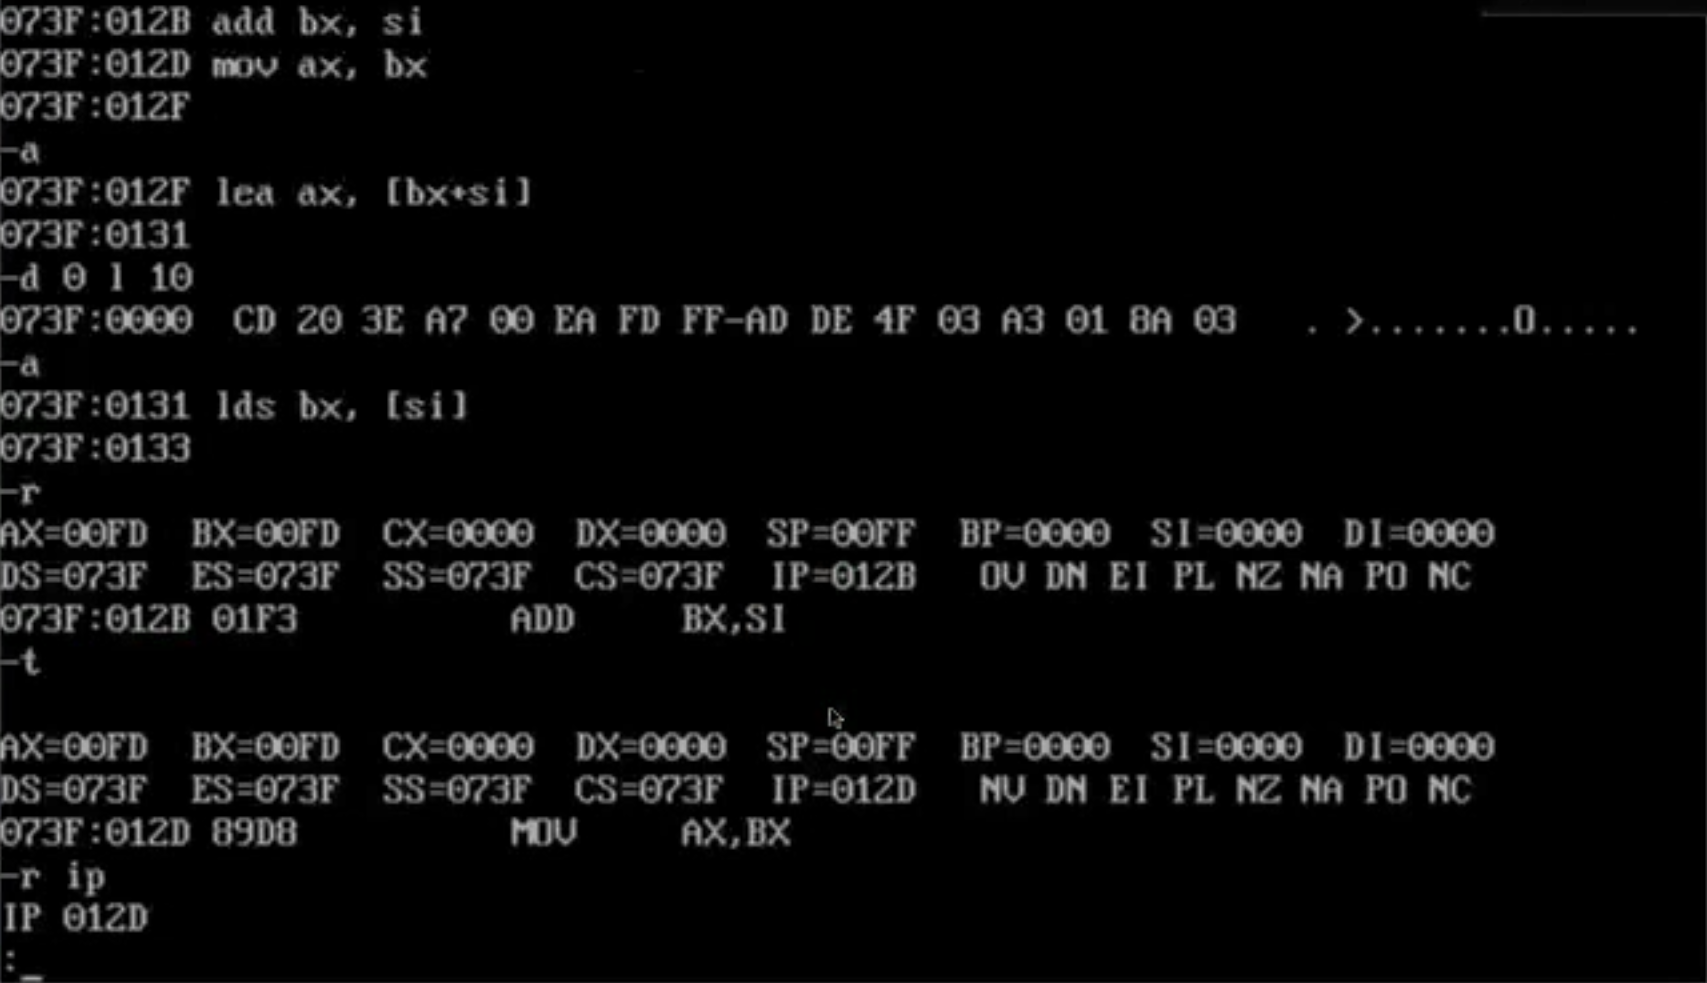 073F:012B add bx, si
073F:012D mov ax, bx
073F:012F
-a
073F:012F lea ax, [bx+si]
073F:0131
-d 0 l 10
073F:0000  CD 20 3E A7 00 EA FD FF-AD DE 4F 03 A3 01 8A 03   . >.......O.....
-a
073F:0131 lds bx, [si]
073F:0133
-r
AX=00FD  BX=00FD  CX=0000  DX=0000  SP=00FF  BP=0000  SI=0000  DI=0000
DS=073F  ES=073F  SS=073F  CS=073F  IP=012B   OV DN EI PL NZ NA PO NC
073F:012B 01F3          ADD     BX,SI
-t
AX=00FD  BX=00FD  CX=0000  DX=0000  SP=00FF  BP=0000  SI=0000  DI=0000
DS=073F  ES=073F  SS=073F  CS=073F  IP=012D   NV DN EI PL NZ NA PO NC
073F:012D 89D8          MOV     AX,BX
-r ip
IP 012D
:_